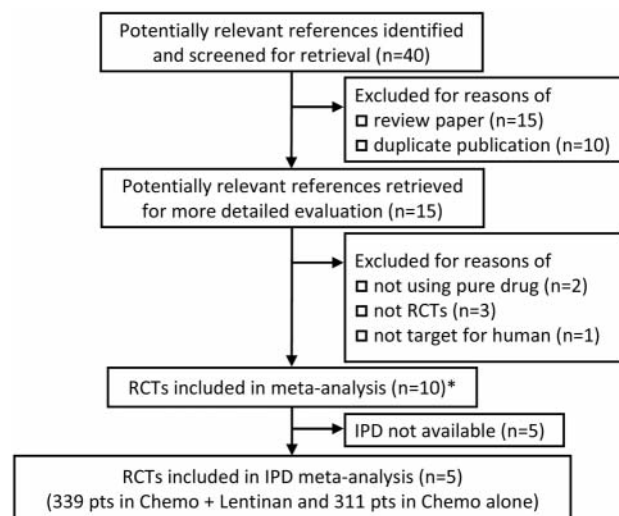 Potentially relevant references identified
and screened for retrieval (n=40)
Excluded for reasons of
□ review paper (n=15)
□ duplicate publication (n=10)
Potentially relevant references retrieved
for more detailed evaluation (n=15)
Excluded for reasons of
□ not using pure drug (n=2)
□ not RCTs (n=3)
□ not target for human (n=1)
RCTs included in meta-analysis (n=10)*
IPD not available (n=5)
RCTs included in IPD meta-analysis (n=5)
(339 pts in Chemo + Lentinan and 311 pts in Chemo alone)